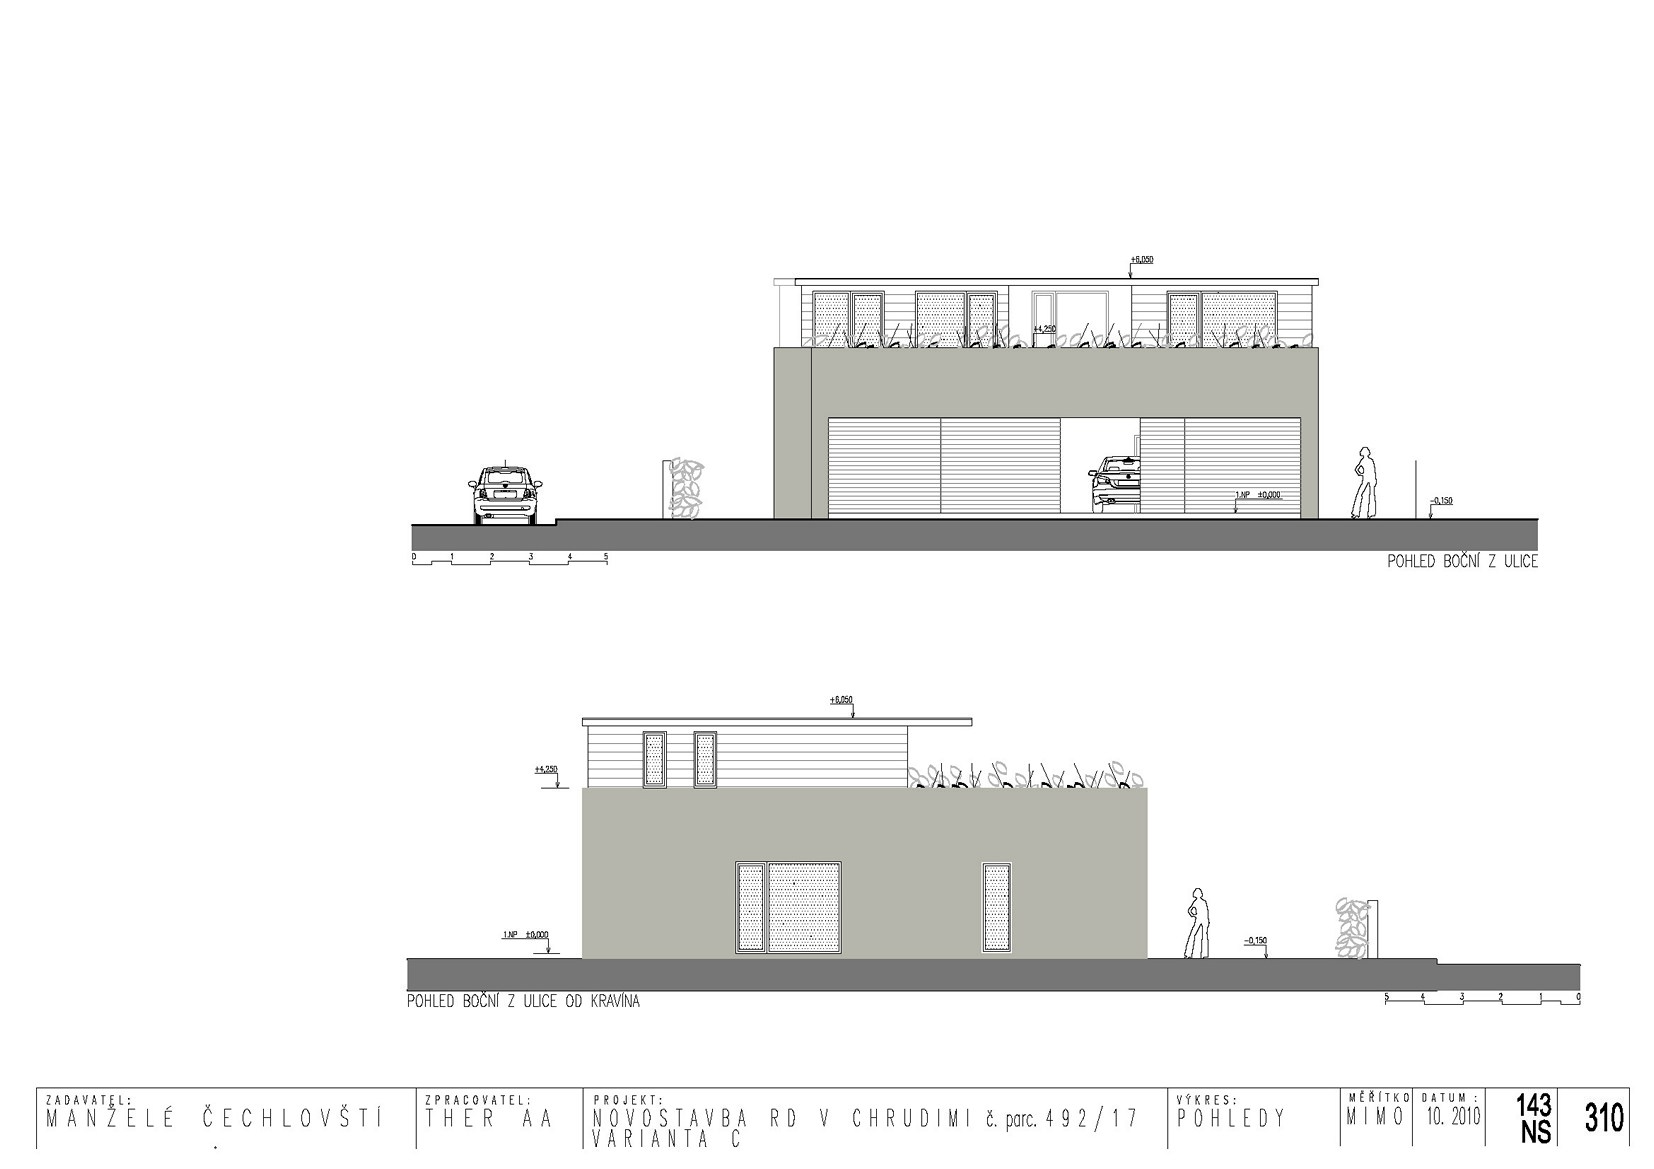 +6,050
+4,250
1.NP ±0,000
-0,150
0 1 2 3 4 5
POHLED BOČNÍ Z ULICE
+6,050
+4,250
1.NP ±0,000
-0,150
POHLED BOČNÍ Z ULICE OD KRAVÍNA
5 4 3 2 1 0
ZADAVATEL:
MANŽELÉ ČECHLOVŠTÍ
ZPRACOVATEL:
THER AA
PROJEKT:
NOVOSTAVBA RD V CHRUDIMI č. parc. 492/17
VARIANTA C
VÝKRES:
POHLEDY
MĚŘÍTKO
MIMO
DATUM:
10. 2010
143
NS
310